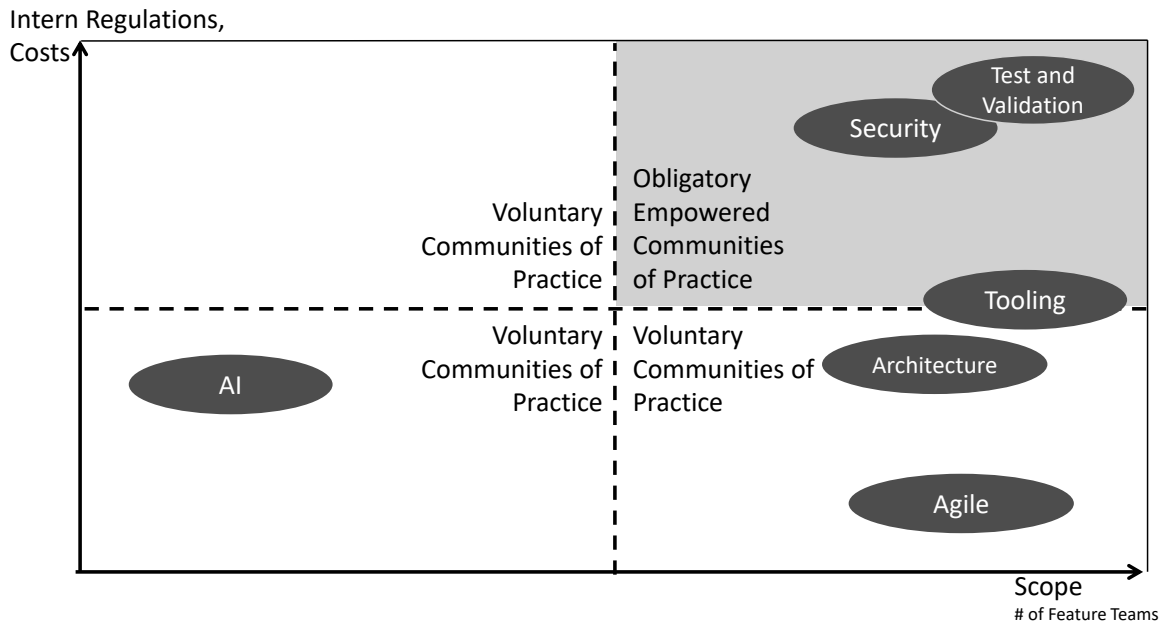 Intern Regulations,
Costs
Test and
Validation
Security
Obligatory
Empowered
Communities
of Practice
Voluntary
Communities of
Practice
Tooling
Voluntary
Communities of
Practice
Voluntary
Communities of
Practice
Architecture
AI
Agile
Scope
# of Feature Teams